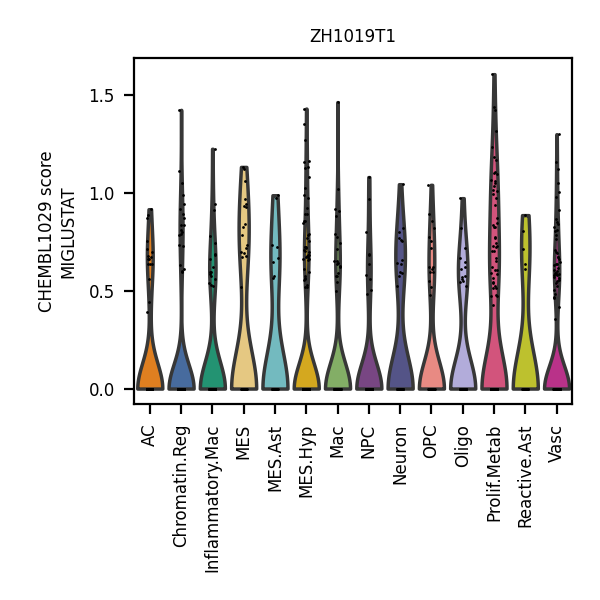 ZH1019T1
CHEMBL1029 score
MIGLUSTAT
1.5
1.0
0.5
0.0
AC
Chromatin.Reg
Inflammatory.Mac
MES
MES.Ast
MES.Hyp
Mac
NPC
Neuron
OPC
Oligo
Prolif.Metab
Reactive.Ast
Vasc